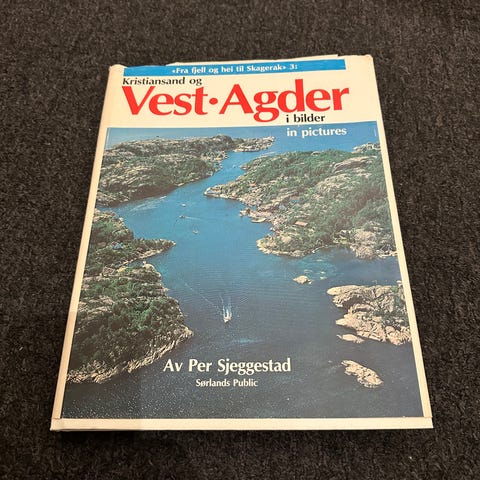 «Fra fjell og hei til Skagerak» 3:
Kristiansand og
Vest·Agder
i bilder
in pictures
Av Per Sjeggestad
Sørlands Public